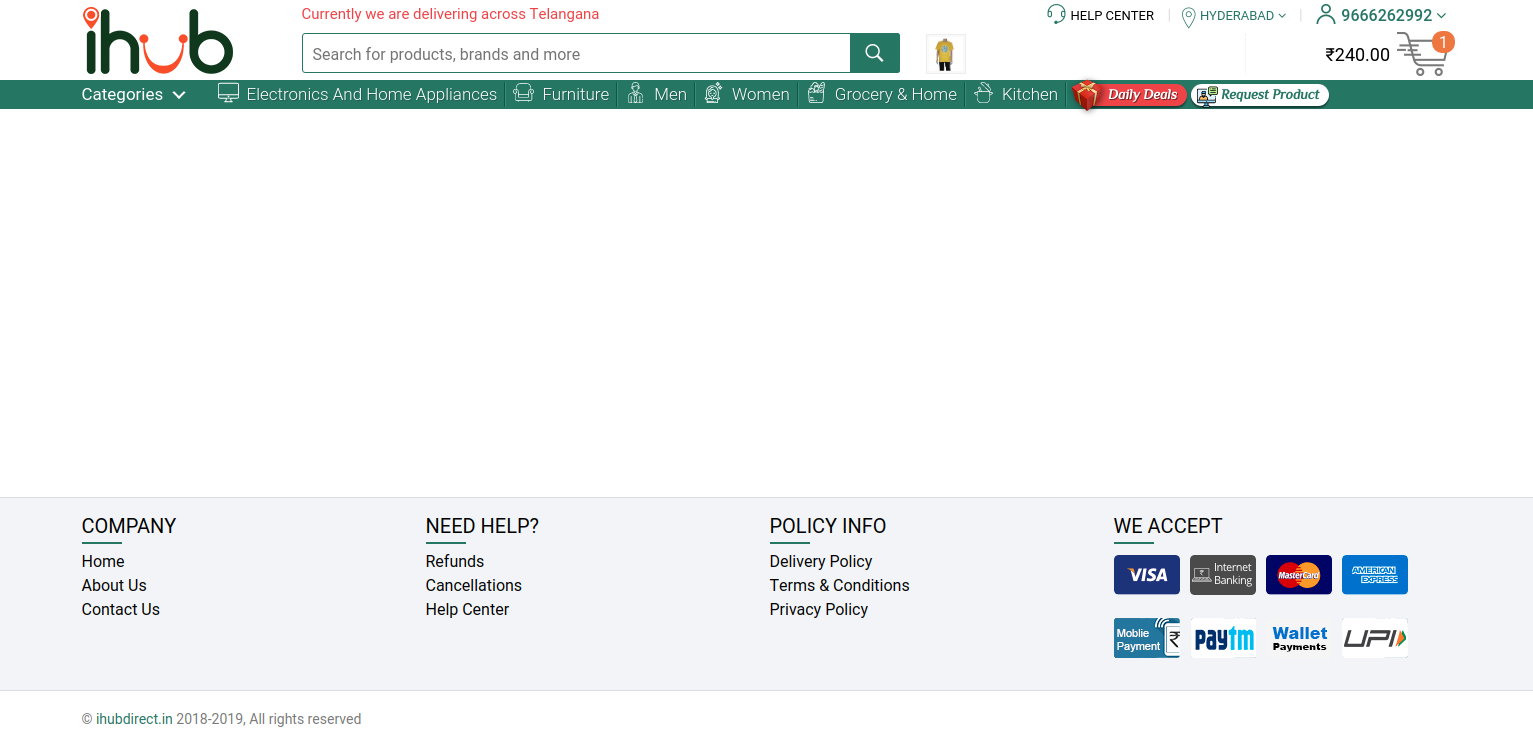 Currently we are delivering across Telangana
HELP CENTER
HYDERABAD
9666262992
ihub
Search for products, brands and more
₹240.00
1
Categories
Electronics And Home Appliances
Furniture
Men
Women
Grocery & Home
Kitchen
Daily Deals
Request Product
COMPANY
Home
About Us
Contact Us
NEED HELP?
Refunds
Cancellations
Help Center
POLICY INFO
Delivery Policy
Terms & Conditions
Privacy Policy
WE ACCEPT
VISA
Internet
Banking
MasterCard
AMERICAN
EXPRESS
Moblie
Payment
₹
paytm
Wallet
Payments
UPI
© ihubdirect.in 2018-2019, All rights reserved